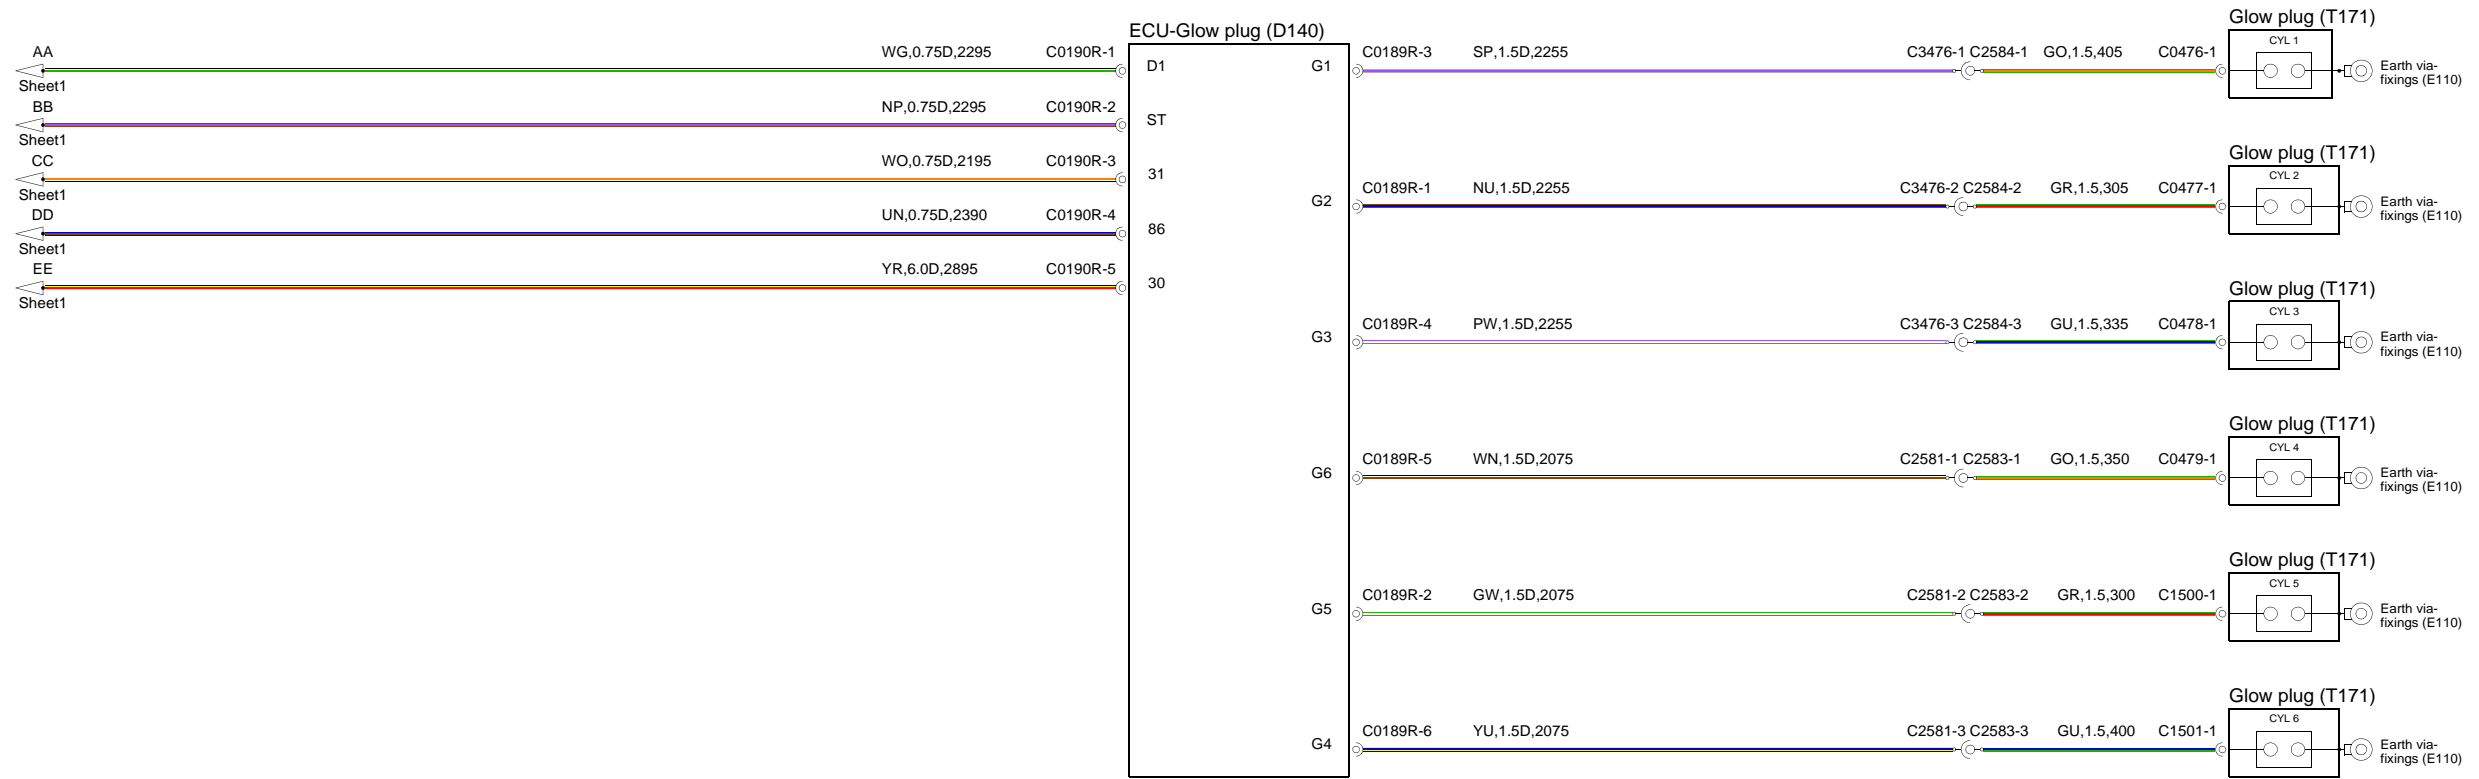 ECU-Glow plug (D140)
AA
WG,0.75D,2295
C0190R-1
D1
Sheet1
BB
NP,0.75D,2295
C0190R-2
ST
Sheet1
CC
WO,0.75D,2195
C0190R-3
31
Sheet1
DD
UN,0.75D,2390
C0190R-4
86
Sheet1
EE
YR,6.0D,2895
C0190R-5
30
Sheet1
Glow plug (T171)
G1
C0189R-3
SP,1.5D,2255
C3476-1 C2584-1
GO,1.5,405
C0476-1
CYL 1
Earth via-
fixings (E110)
Glow plug (T171)
G2
C0189R-1
NU,1.5D,2255
C3476-2 C2584-2
GR,1.5,305
C0477-1
CYL 2
Earth via-
fixings (E110)
Glow plug (T171)
G3
C0189R-4
PW,1.5D,2255
C3476-3 C2584-3
GU,1.5,335
C0478-1
CYL 3
Earth via-
fixings (E110)
Glow plug (T171)
G6
C0189R-5
WN,1.5D,2075
C2581-1 C2583-1
GO,1.5,350
C0479-1
CYL 4
Earth via-
fixings (E110)
Glow plug (T171)
G5
C0189R-2
GW,1.5D,2075
C2581-2 C2583-2
GR,1.5,300
C1500-1
CYL 5
Earth via-
fixings (E110)
Glow plug (T171)
G4
C0189R-6
YU,1.5D,2075
C2581-3 C2583-3
GU,1.5,400
C1501-1
CYL 6
Earth via-
fixings (E110)